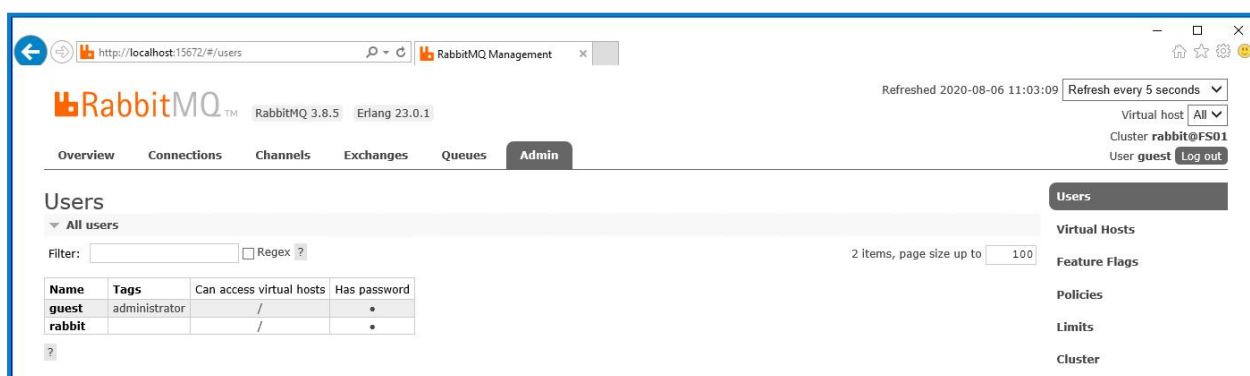 http://localhost:15672/#/users
RabbitMQ Management
Refreshed 2020-08-06 11:03:09 Refresh every 5 seconds
RabbitMQ TM RabbitMQ 3.8.5 Erlang 23.0.1
Virtual host All
Cluster rabbit@FS01
User guest Log out
Overview Connections Channels Exchanges Queues Admin
Users
All users
Filter: Regex ? 2 items, page size up to 100
Name Tags Can access virtual hosts Has password
guest administrator / •
rabbit / •
?
Users
Virtual Hosts
Feature Flags
Policies
Limits
Cluster